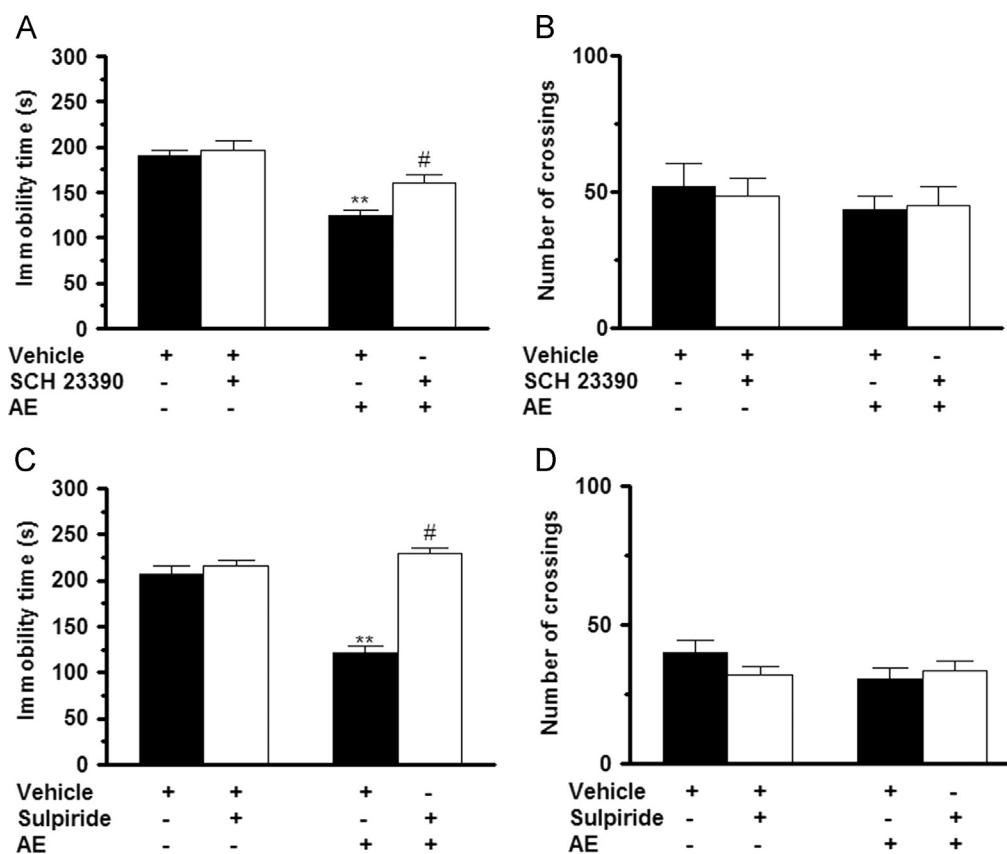 A
300
250
200
150
100
50
0
Immobility time (s)
**
#
Vehicle + + + -
SCH 23390 - + - +
AE - - + +
B
100
50
0
Number of crossings
Vehicle + + + -
SCH 23390 - + - +
AE - - + +
C
300
250
200
150
100
50
0
Immobility time (s)
**
#
Vehicle + + + -
Sulpiride - + - +
AE - - + +
D
100
50
0
Number of crossings
Vehicle + + + -
Sulpiride - + - +
AE - - + +